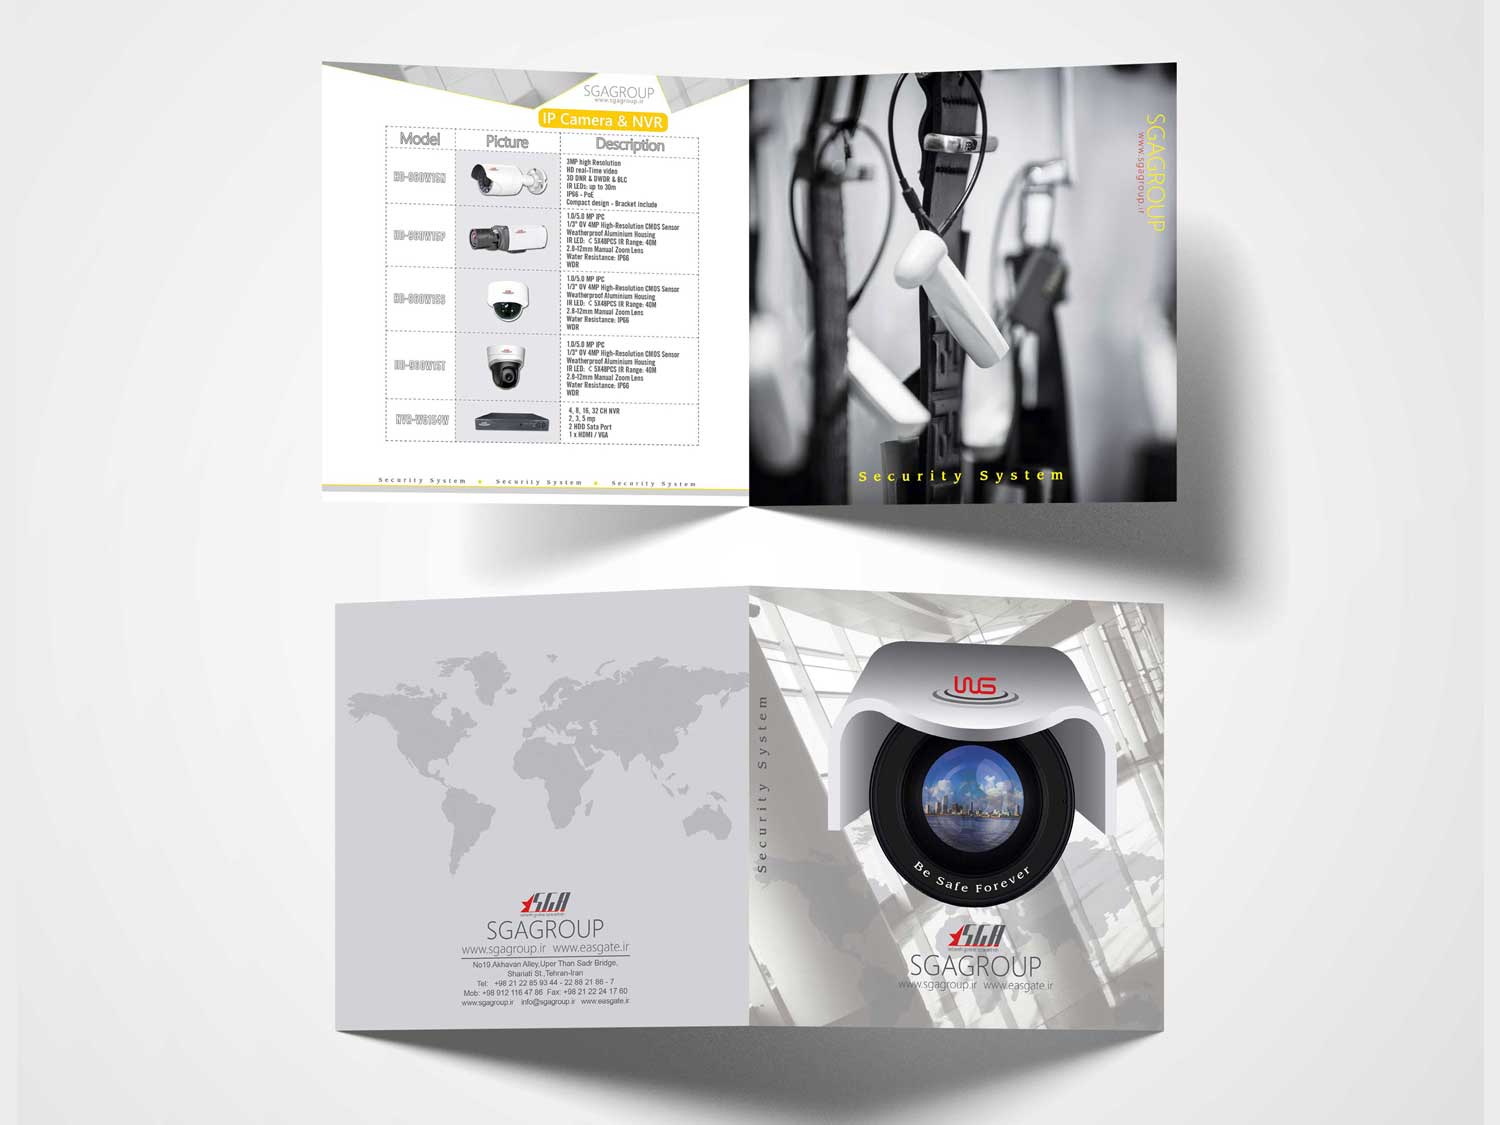 SGAGROUP
www.sgagroup.ir
IP Camera & NVR
Model Picture Description
HD-960W15N
3MP high Resolution
HD real-Time video
3D DNR & DWDR & BLC
IR LEDs: up to 30m
IP66 - PoE
Compact design - Bracket include
HD-960W15P
1.0/5.0 MP IPC
1/3" OV 4MP High-Resolution CMOS Sensor
Weatherproof Aluminium Housing
IR LED: ☾ 5X48PCS IR Range: 40M
2.8-12mm Manual Zoom Lens
Water Resistance: IP66
WDR
HD-960W15S
1.0/5.0 MP IPC
1/3" OV 4MP High-Resolution CMOS Sensor
Weatherproof Aluminium Housing
IR LED: ☾ 5X48PCS IR Range: 40M
2.8-12mm Manual Zoom Lens
Water Resistance: IP66
WDR
HD-960W15T
1.0/5.0 MP IPC
1/3" OV 4MP High-Resolution CMOS Sensor
Weatherproof Aluminium Housing
IR LED: ☾ 5X48PCS IR Range: 40M
2.8-12mm Manual Zoom Lens
Water Resistance: IP66
WDR
NVR-WG154W
4, 8, 16, 32 CH NVR
2, 3, 5 mp
2 HDD Sata Port
1 x HDMI / VGA
Security System Security System Security System
SGAGROUP
www.sgagroup.ir
Security System
SGA
SGAGROUP
www.sgagroup.ir www.easgate.ir
No19 Akhavan Alley,Uper Than Sadr Bridge,
Shariati St.,Tehran-Iran
Tel: +98 21 22 85 93 44 - 22 88 21 86 - 7
Mob: +98 912 116 47 86 Fax: +98 21 22 24 17 60
www.sgagroup.ir info@sgagroup.ir www.easgate.ir
Security System
WG
Be Safe Forever
SGA
SGAGROUP
www.sgagroup.ir www.easgate.ir